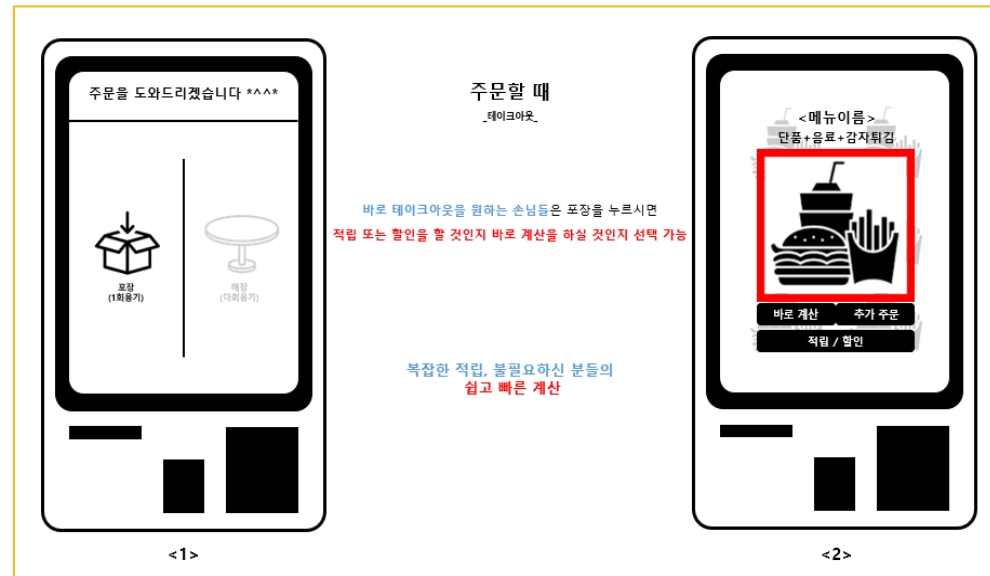 주문을 도와드리겠습니다 *^^*
포장
(1회용기)
매장
(다회용기)
<1>
주문할 때
_테이크아웃_
바로 테이크아웃을 원하는 손님들은 포장을 누르시면
적립 또는 할인을 할 것인지 바로 계산을 하실 것인지 선택 가능
복잡한 적립, 불필요하신 분들의
쉽고 빠른 계산
<메뉴이름>
단품+음료+감자튀김
바로 계산 추가 주문
적립 / 할인
<2>